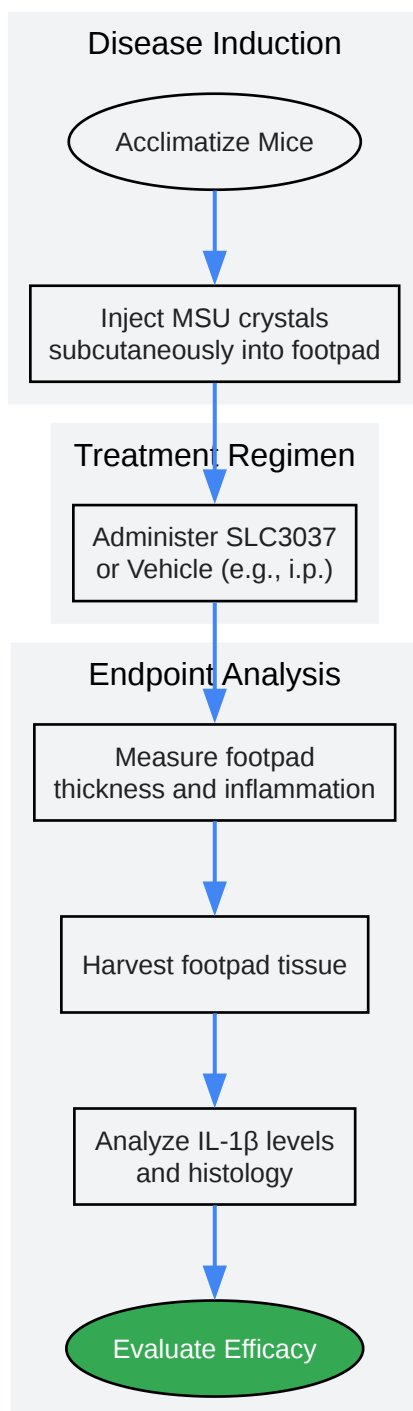 Disease Induction
Acclimatize Mice
Inject MSU crystals
subcutaneously into footpad
Treatment Regimen
Administer SLC3037
or Vehicle (e.g., i.p.)
Endpoint Analysis
Measure footpad
thickness and inflammation
Harvest footpad tissue
Analyze IL-1β levels
and histology
Evaluate Efficacy